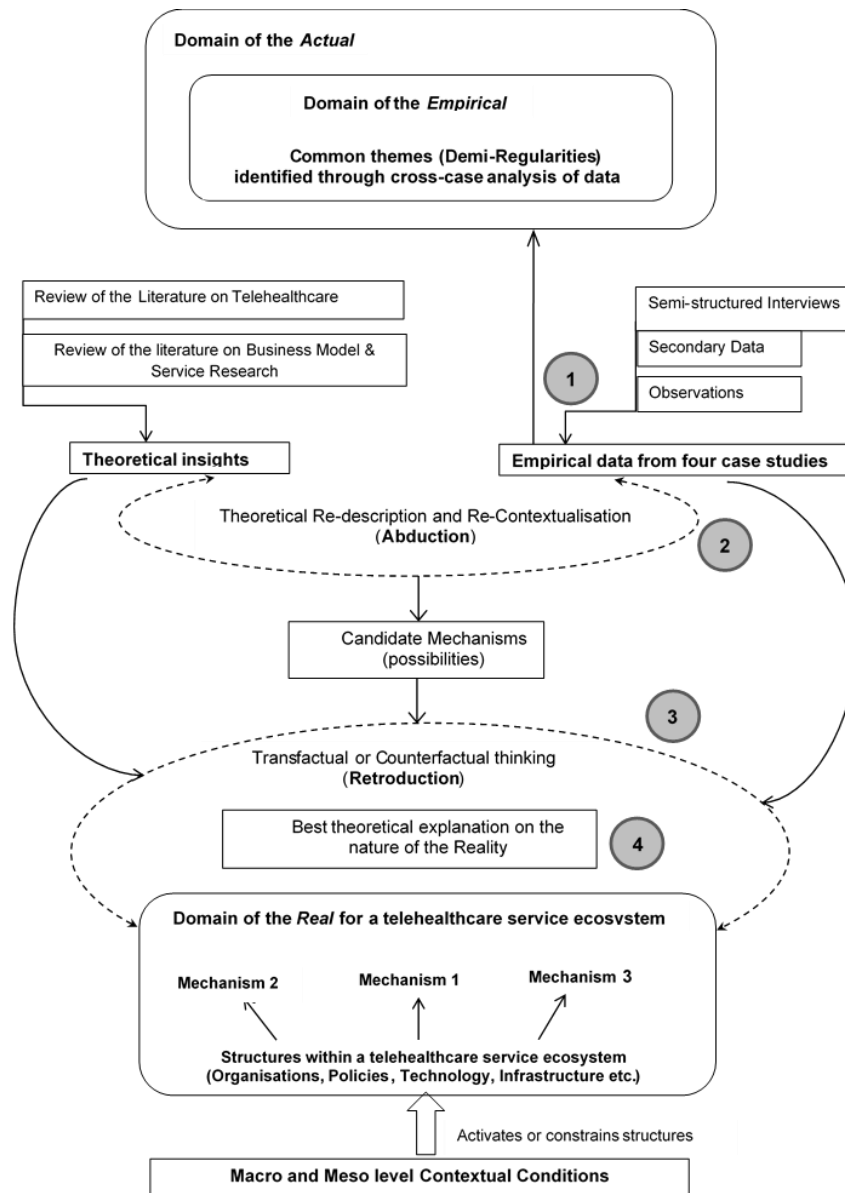 Domain of the Actual
Domain of the Empirical
Common themes (Demi-Regularities)
identified through cross-case analysis of data
Review of the Literature on Telehealthcare
Review of the literature on Business Model &
Service Research
Semi-structured Interviews
Secondary Data
Observations
1
Theoretical insights
Empirical data from four case studies
Theoretical Re-description and Re-Contextualisation
(Abduction)
2
Candidate Mechanisms
(possibilities)
3
Transfactual or Counterfactual thinking
(Retroduction)
Best theoretical explanation on the
nature of the Reality
4
Domain of the Real for a telehealthcare service ecosystem
Mechanism 2
Mechanism 1
Mechanism 3
Structures within a telehealthcare service ecosystem
(Organisations, Policies, Technology, Infrastructure etc.)
Activates or constrains structures
Macro and Meso level Contextual Conditions